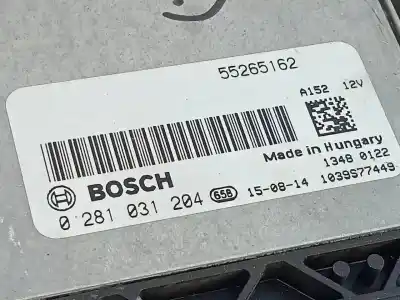 55265162
A152 12V
Made in Hungary
BOSCH
1348 0122
0 281 031 204 658 15-08-14 1039S77449